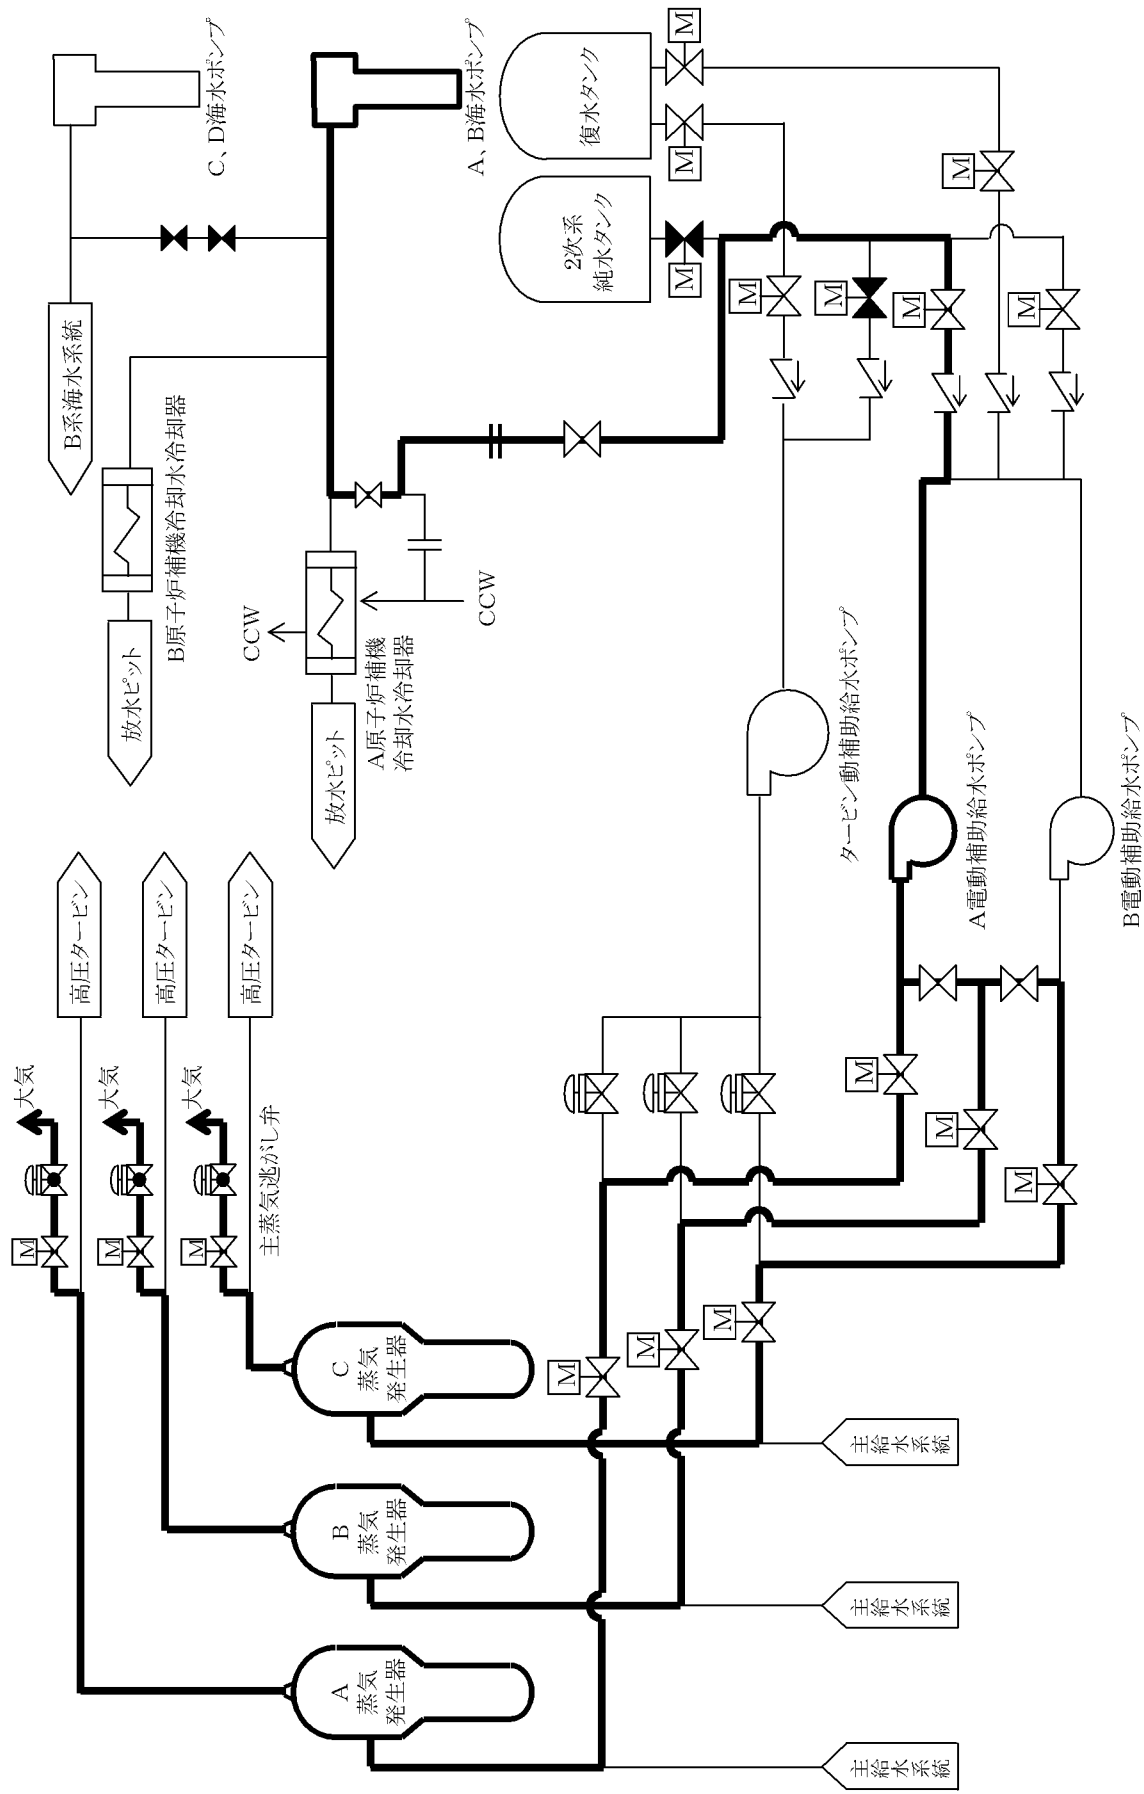 大気
M
高圧タービン
大気
M
高圧タービン
大気
M
高圧タービン
主蒸気逃がし弁
A
蒸気
発生器
B
蒸気
発生器
C
蒸気
発生器
主給水系統
主給水系統
主給水系統
M
M
M
M
M
M
放水ピット
B原子炉補機冷却水冷却器
B系海水系統
C、D海水ポンプ
放水ピット
A原子炉補機
冷却水冷却器
CCW
CCW
A、B海水ポンプ
2次系
純水タンク
M
復水タンク
M
M
M
M
M
M
M
タービン動補助給水ポンプ
A電動補助給水ポンプ
B電動補助給水ポンプ